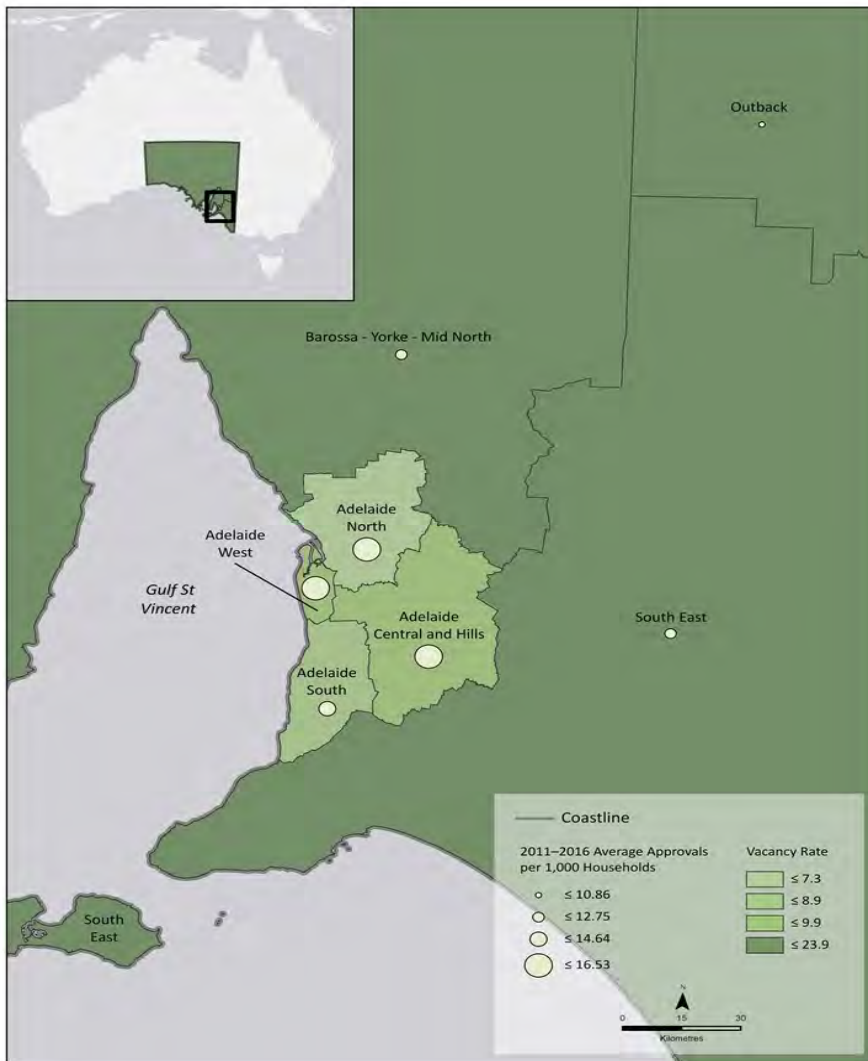 Outback
Barossa - Yorke - Mid North
Adelaide
North
Adelaide
West
Gulf St
Vincent
Adelaide
Central and Hills
South East
Adelaide
South
South
East
Coastline
2011–2016 Average Approvals
per 1,000 Households
≤ 10.86
≤ 12.75
≤ 14.64
≤ 16.53
Vacancy Rate
≤ 7.3
≤ 8.9
≤ 9.9
≤ 23.9
N
0 15 30
Kilometres